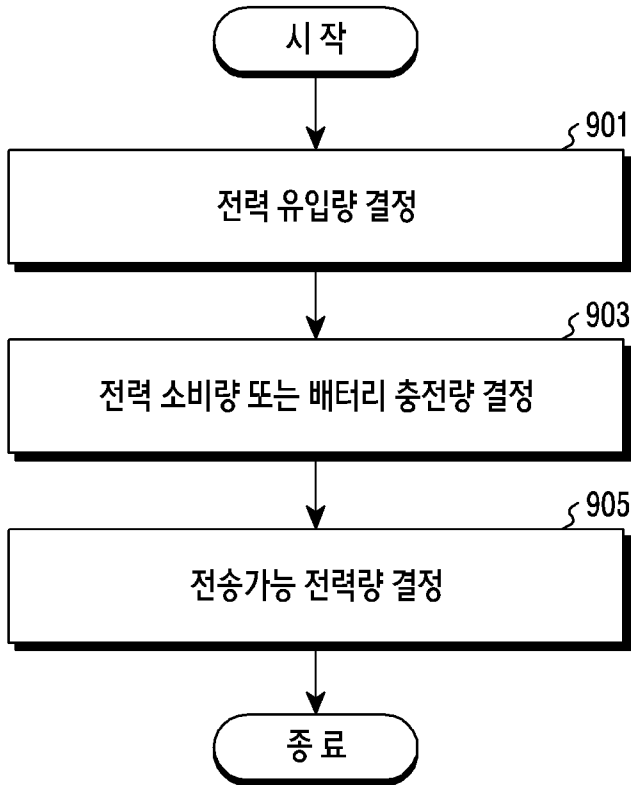 시작
901
전력 유입량 결정
903
전력 소비량 또는 배터리 충전량 결정
905
전송가능 전력량 결정
종료